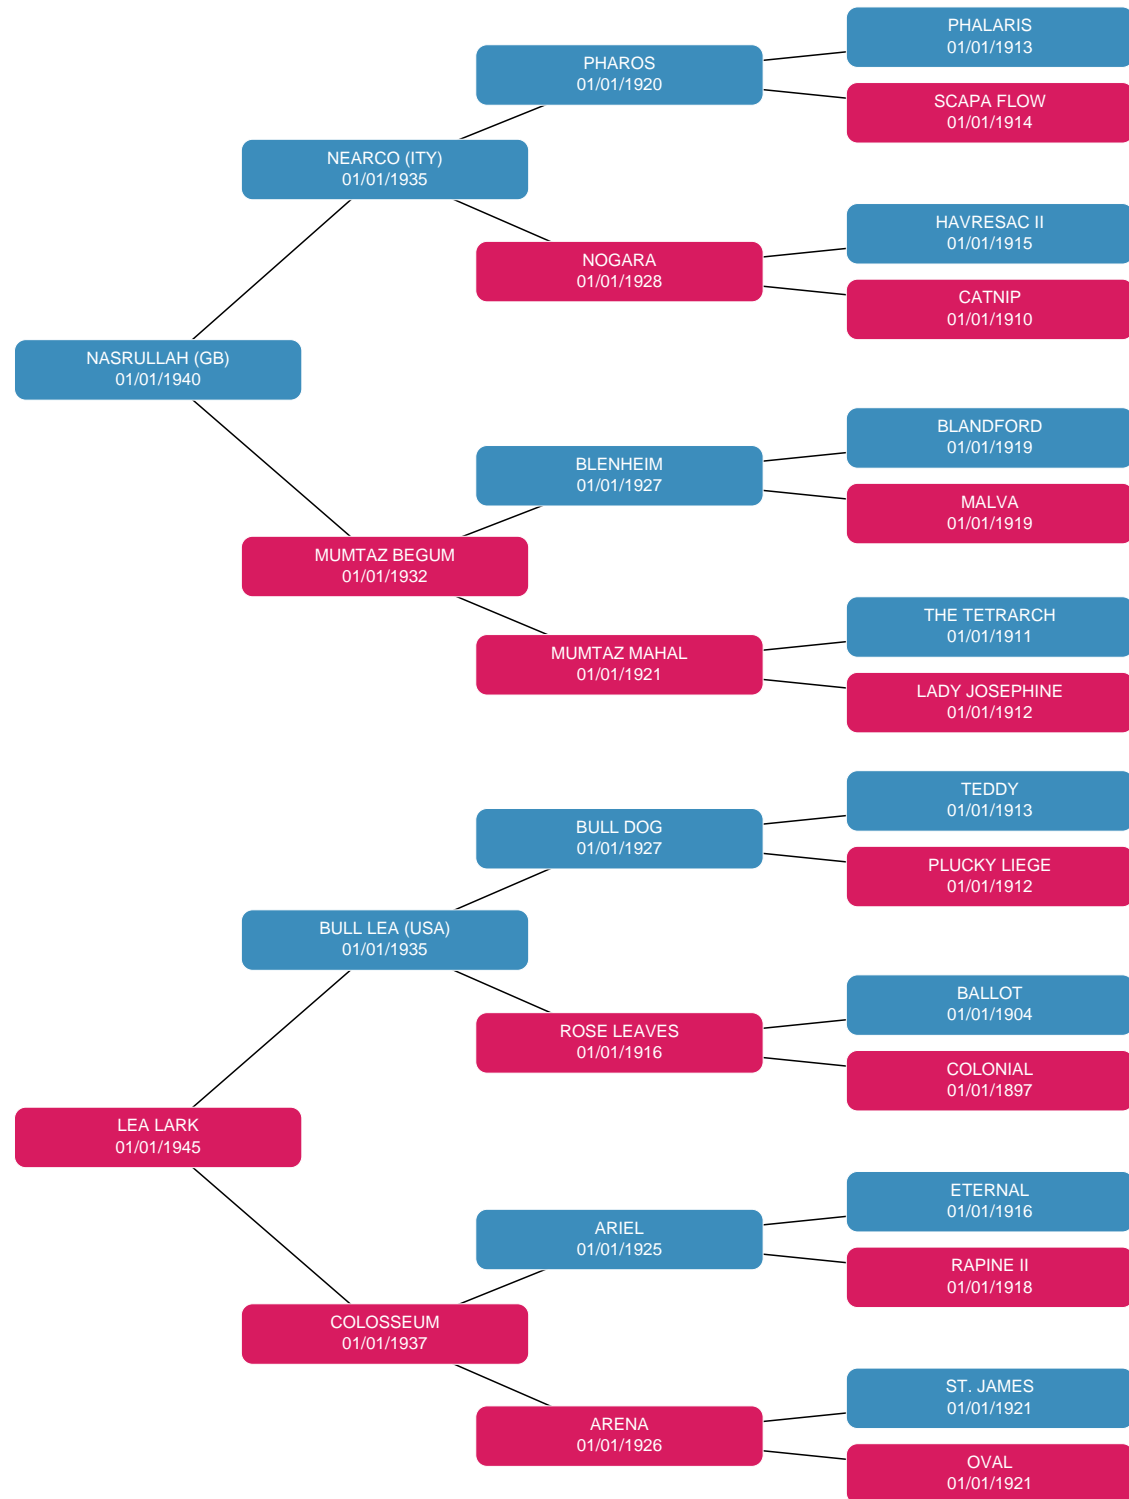 PHALARIS
01/01/1913
PHAROS
01/01/1920
SCAPA FLOW
01/01/1914
NEARCO (ITY)
01/01/1935
HAVRESAC II
01/01/1915
NOGARA
01/01/1928
CATNIP
01/01/1910
NASRULLAH (GB)
01/01/1940
BLANDFORD
01/01/1919
BLENHEIM
01/01/1927
MALVA
01/01/1919
MUMTAZ BEGUM
01/01/1932
THE TETRARCH
01/01/1911
MUMTAZ MAHAL
01/01/1921
LADY JOSEPHINE
01/01/1912
TEDDY
01/01/1913
BULL DOG
01/01/1927
PLUCKY LIEGE
01/01/1912
BULL LEA (USA)
01/01/1935
BALLOT
01/01/1904
ROSE LEAVES
01/01/1916
COLONIAL
01/01/1897
LEA LARK
01/01/1945
ETERNAL
01/01/1916
ARIEL
01/01/1925
RAPINE II
01/01/1918
COLOSSEUM
01/01/1937
ST. JAMES
01/01/1921
ARENA
01/01/1926
OVAL
01/01/1921